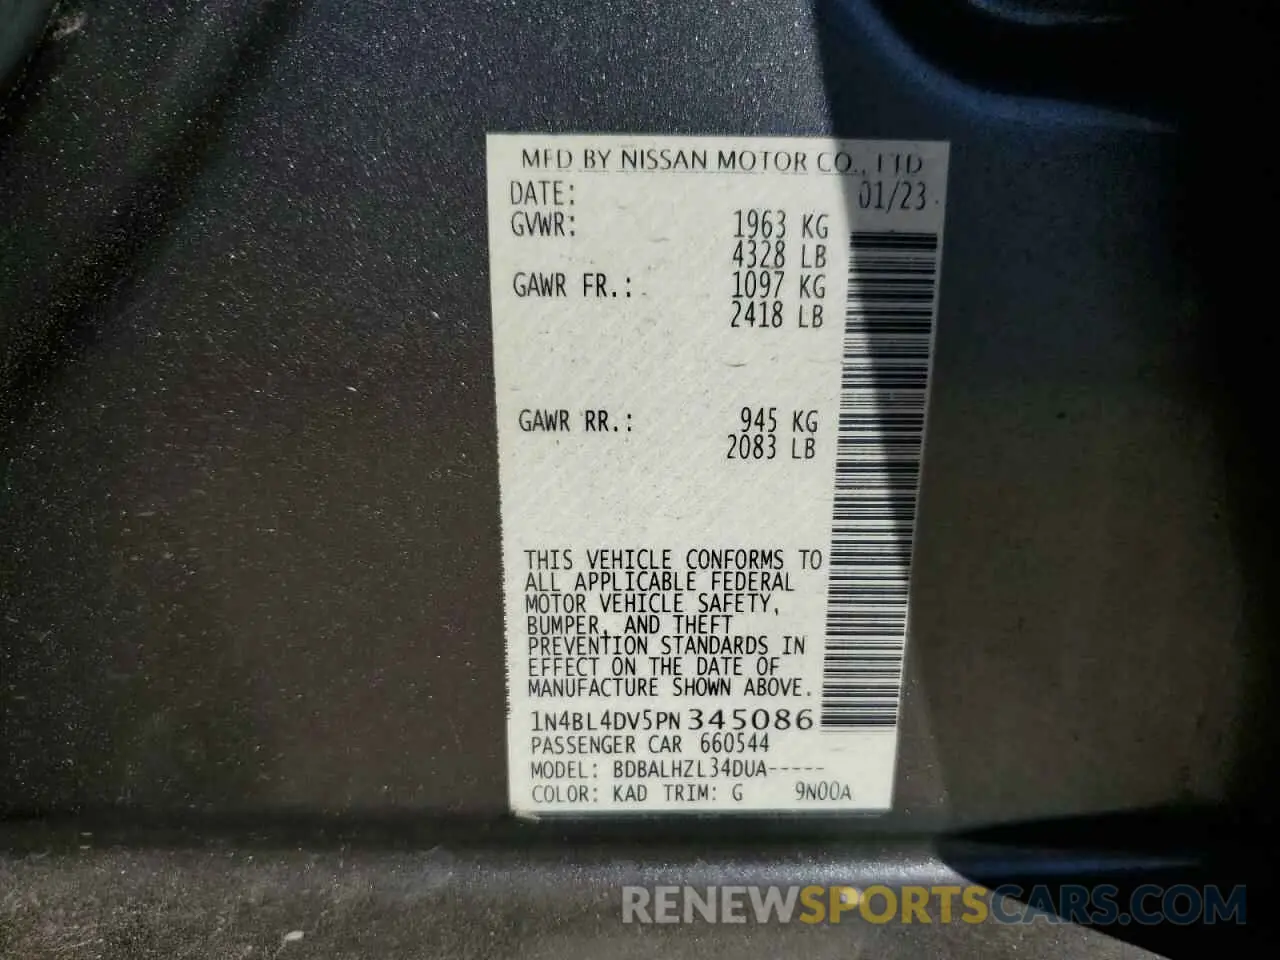 MFD BY NISSAN MOTOR CO., LTD
DATE: 01/23
GVWR: 1963 KG
4328 LB
GAWR FR.: 1097 KG
2418 LB
GAWR RR.: 945 KG
2083 LB
THIS VEHICLE CONFORMS TO
ALL APPLICABLE FEDERAL
MOTOR VEHICLE SAFETY,
BUMPER, AND THEFT
PREVENTION STANDARDS IN
EFFECT ON THE DATE OF
MANUFACTURE SHOWN ABOVE.
1N4BL4DV5PN345086
PASSENGER CAR 660544
MODEL: BDBALHZL34DUA-----
COLOR: KAD TRIM: G 9N00A
RENEWSPORTSCARS.COM